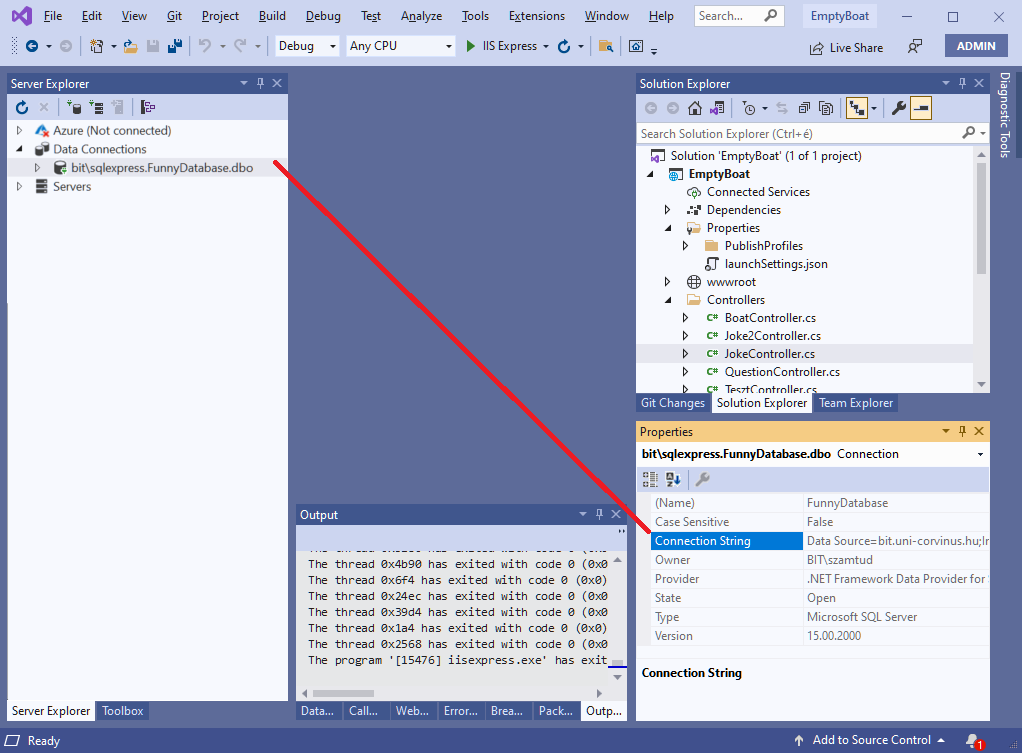 File Edit View Git Project Build Debug Test Analyze Tools Extensions Window Help Search... EmptyBoat
Debug Any CPU IIS Express Live Share ADMIN
Server Explorer
Azure (Not connected)
Data Connections
bit\sqlexpress.FunnyDatabase.dbo
Servers
Server Explorer Toolbox
Output
The thread 0x4b90 has exited with code 0 (0x0
The thread 0x6f4 has exited with code 0 (0x0)
The thread 0x24ec has exited with code 0 (0x0
The thread 0x39d4 has exited with code 0 (0x0
The thread 0x1a4 has exited with code 0 (0x0)
The thread 0x2568 has exited with code 0 (0x0
The program '[15476] iisexpress.exe' has exit
Data... Call... Web... Error... Brea... Pack... Outp...
Solution Explorer
Search Solution Explorer (Ctrl+é)
Solution 'EmptyBoat' (1 of 1 project)
EmptyBoat
Connected Services
Dependencies
Properties
PublishProfiles
launchSettings.json
wwwroot
Controllers
C# BoatController.cs
C# Joke2Controller.cs
C# JokeController.cs
C# QuestionController.cs
C# TesztController.cs
Git Changes Solution Explorer Team Explorer
Properties
bit\sqlexpress.FunnyDatabase.dbo Connection
(Name) FunnyDatabase
Case Sensitive False
Connection String Data Source=bit.uni-corvinus.hu;In
Owner BIT\szamtud
Provider .NET Framework Data Provider for
State Open
Type Microsoft SQL Server
Version 15.00.2000
Connection String
Diagnostic Tools
Ready Add to Source Control 1